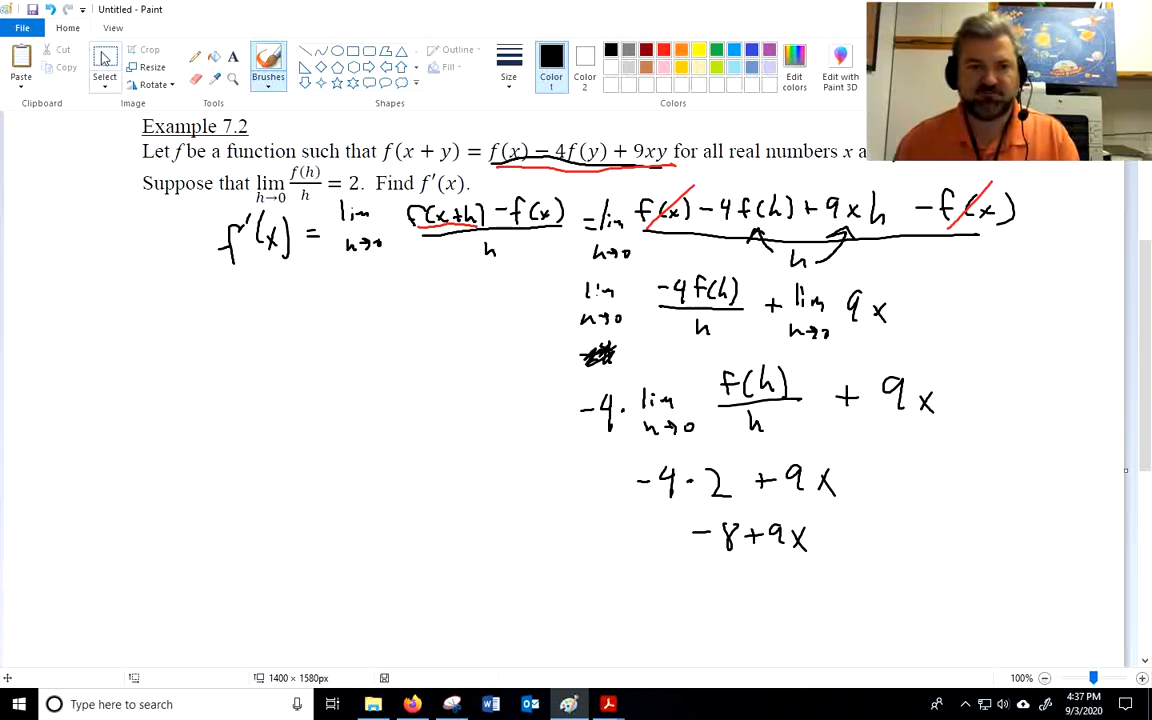 Untitled - Paint
File Home View
Paste Cut Copy Select Crop Resize Rotate Brushes Outline Fill Size Color 1 Color 2 Edit colors Edit with Paint 3D
Clipboard Image Tools Shapes Colors
Example 7.2
Let f be a function such that f(x + y) = f(x) − 4f(y) + 9xy for all real numbers x a
Suppose that lim h→0 f(h)/h = 2. Find f′(x).
f'(x) = lim h→0 f(x+h) - f(x) / h = lim h→0 f(x) - 4f(h) + 9xh - f(x) / h
lim h→0 -4f(h)/h + lim h→0 9x
-4 · lim h→0 f(h)/h + 9x
-4 · 2 + 9x
-8 + 9x
1400 × 1580px 100%
Type here to search
4:37 PM
9/3/2020